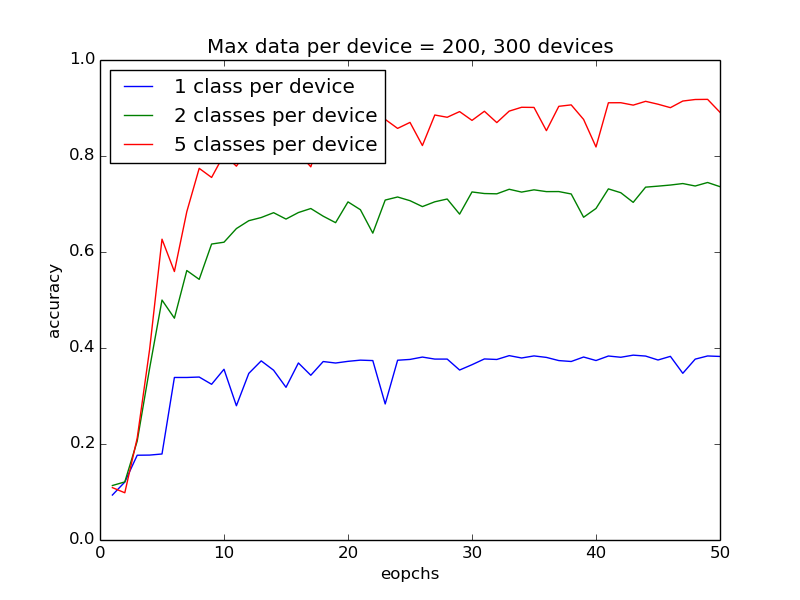 Max data per device = 200, 300 devices
1 class per device
2 classes per device
5 classes per device
1.0
0.8
0.6
0.4
0.2
0.0
accuracy
0 10 20 30 40 50
eopchs